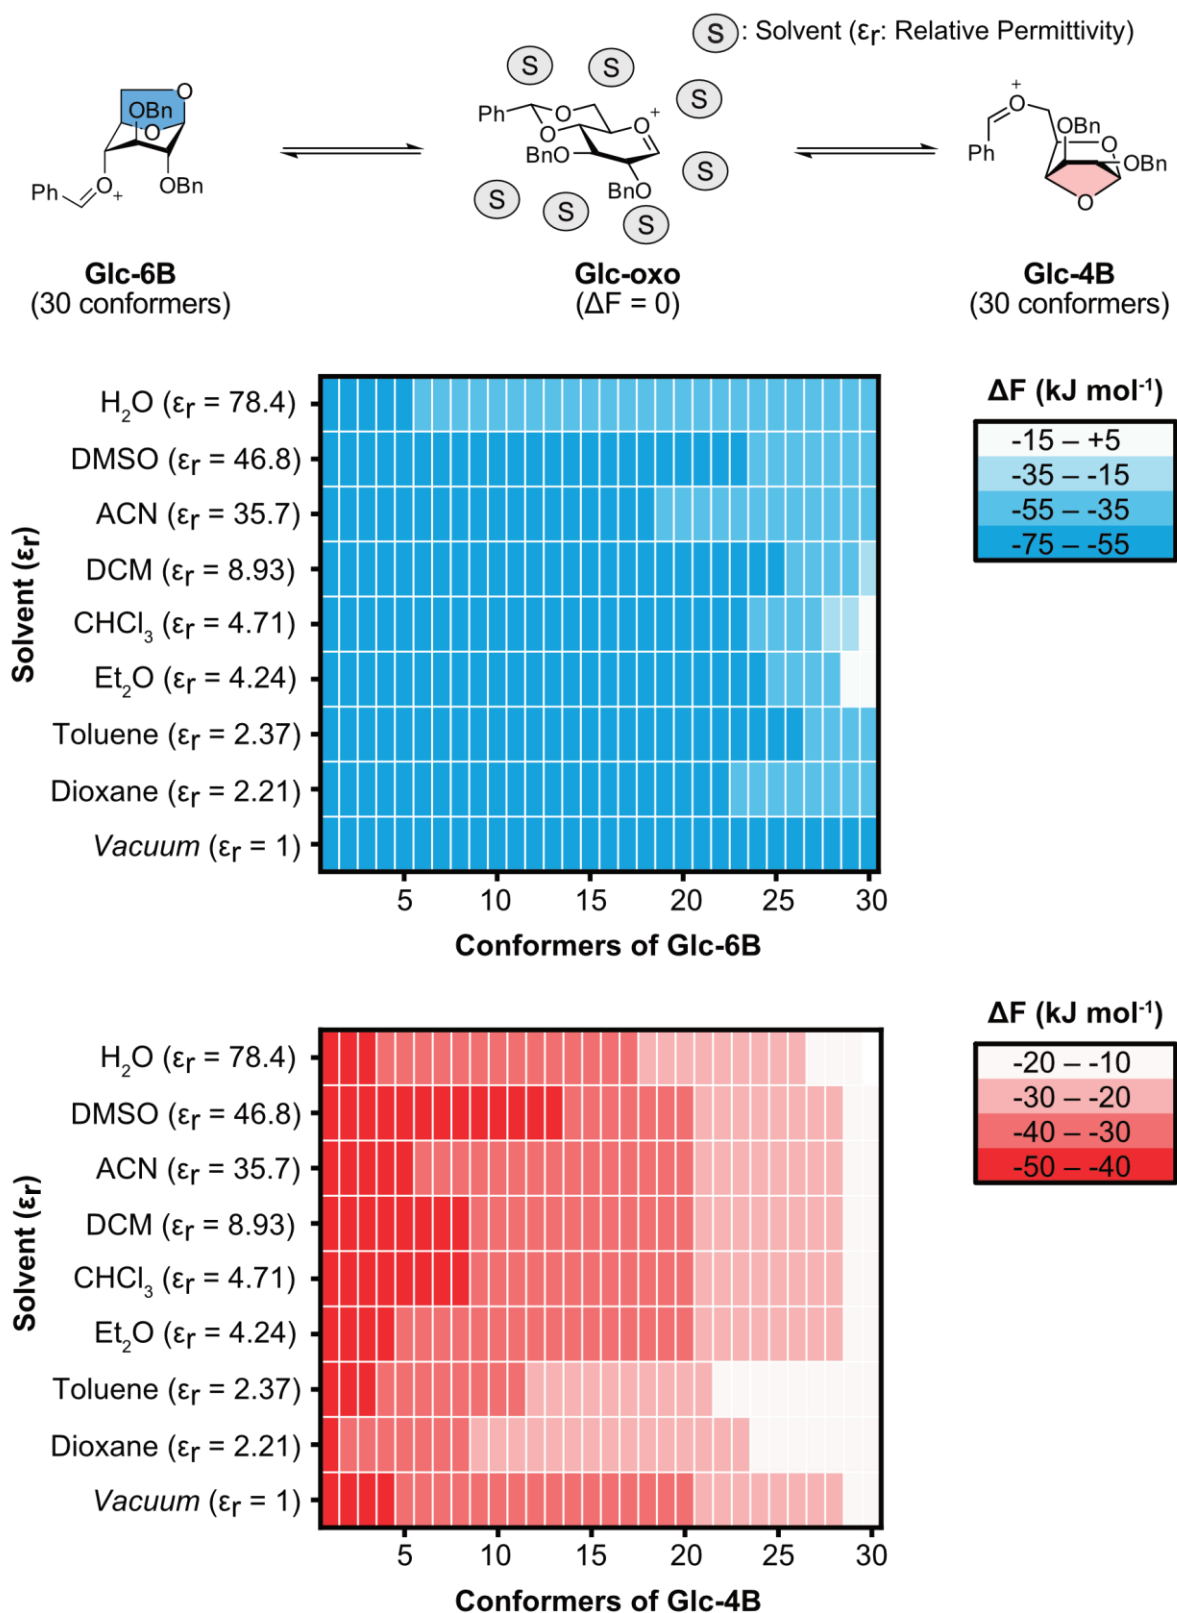 S : Solvent (εr: Relative Permittivity)
S S S S S S S
Ph O O O +
BnO BnO
O OBn O
Ph O + OBn
+ O OBn O OBn
Ph O
Glc-6B
(30 conformers)
Glc-oxo
(ΔF = 0)
Glc-4B
(30 conformers)
Solvent (εr)
H2O (εr = 78.4)
DMSO (εr = 46.8)
ACN (εr = 35.7)
DCM (εr = 8.93)
CHCl3 (εr = 4.71)
Et2O (εr = 4.24)
Toluene (εr = 2.37)
Dioxane (εr = 2.21)
Vacuum (εr = 1)
5 10 15 20 25 30
Conformers of Glc-6B
ΔF (kJ mol-1)
-15 – +5
-35 – -15
-55 – -35
-75 – -55
Solvent (εr)
H2O (εr = 78.4)
DMSO (εr = 46.8)
ACN (εr = 35.7)
DCM (εr = 8.93)
CHCl3 (εr = 4.71)
Et2O (εr = 4.24)
Toluene (εr = 2.37)
Dioxane (εr = 2.21)
Vacuum (εr = 1)
5 10 15 20 25 30
Conformers of Glc-4B
ΔF (kJ mol-1)
-20 – -10
-30 – -20
-40 – -30
-50 – -40